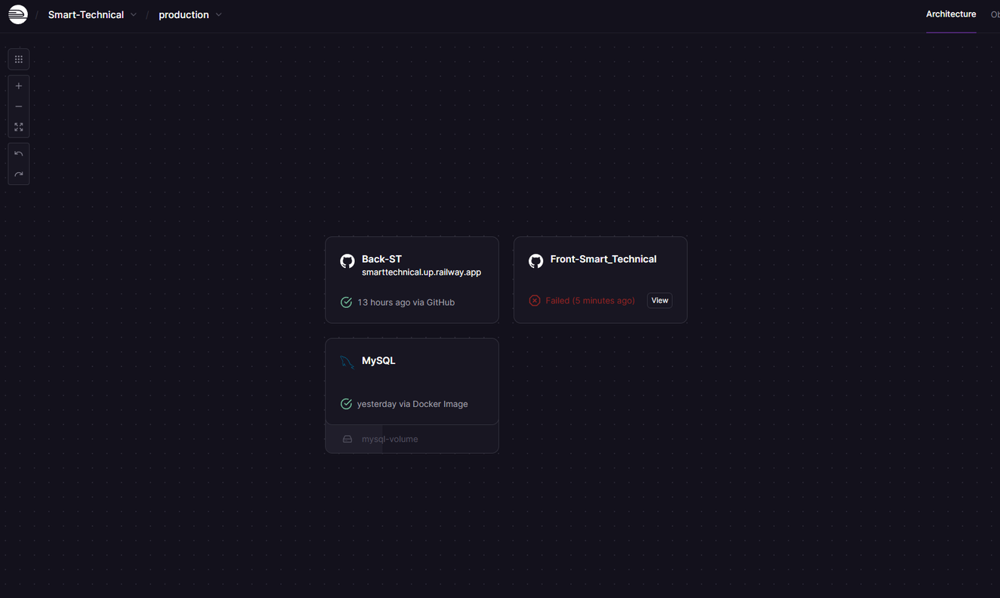 / Smart-Technical / production
Architecture
Back-ST
smarttechnical.up.railway.app
13 hours ago via GitHub
Front-Smart_Technical
Failed (5 minutes ago) View
MySQL
yesterday via Docker Image
mysql-volume